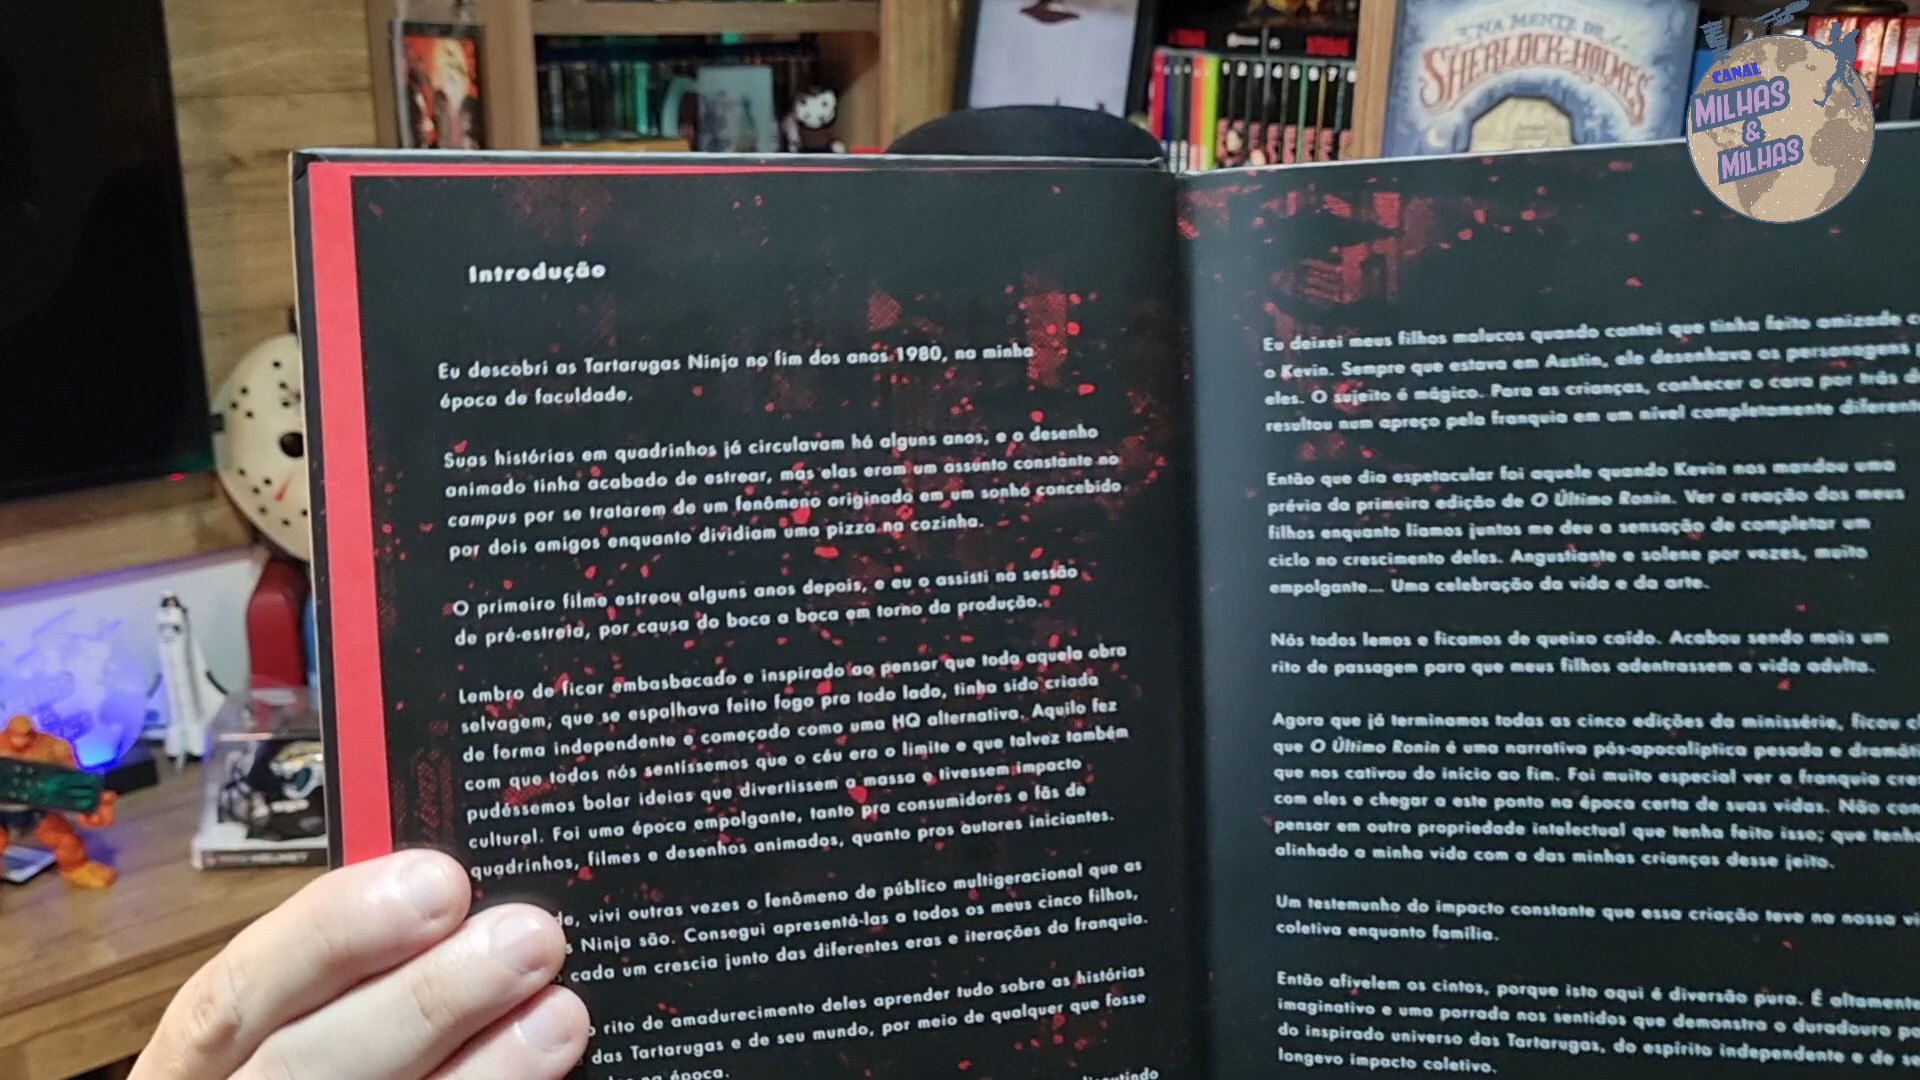 NA MENTE DE
SHERLOCK HOLMES
CANAL
MILHAS
&
MILHAS
Introdução
Eu descobri as Tartarugas Ninja no fim dos anos 1980, na minha
época de faculdade.
Suas histórias em quadrinhos já circulavam há alguns anos, e o desenho
animado tinha acabado de estrear, mas elas eram um assunto constante no
campus por se tratarem de um fenômeno originado em um sonho concebido
por dois amigos enquanto dividiam uma pizza na cozinha.
O primeiro filme estreou alguns anos depois, e eu o assisti na sessão
de pré-estreia, por causa do boca a boca em torno da produção.
Lembro de ficar embasbacado e inspirado ao pensar que toda aquela obra
selvagem, que se espalhava feito fogo pra todo lado, tinha sido criada
de forma independente e começado como uma HQ alternativa. Aquilo fez
com que todos nós sentíssemos que o céu era o limite e que talvez também
pudéssemos bolar ideias que divertissem a massa e tivessem impacto
cultural. Foi uma época empolgante, tanto pra consumidores e fãs de
quadrinhos, filmes e desenhos animados, quanto pros autores iniciantes.
de, vivi outras vezes o fenômeno de público multigeracional que as
s Ninja são. Consegui apresentá-las a todos os meus cinco filhos,
cada um crescia junto das diferentes eras e iterações da franquia.
rito de amadurecimento deles aprender tudo sobre as histórias
das Tartarugas e de seu mundo, por meio de qualquer que fosse
na época.
Eu deixei meus filhos malucos quando contei que tinha feito amizade
o Kevin. Sempre que estava em Austin, ele desenhava os personagens
eles. O sujeito é mágico. Para as crianças, conhecer o cara por trás
resultou num apreço pela franquia em um nível completamente diferente
Então que dia espetacular foi aquele quando Kevin nos mandou uma
prévia da primeira edição de O Último Ronin. Ver a reação dos meus
filhos enquanto líamos juntos me deu a sensação de completar um
ciclo no crescimento deles. Angustiante e solene por vezes, muito
empolgante... Uma celebração da vida e da arte.
Nós todos lemos e ficamos de queixo caído. Acabou sendo mais um
rito de passagem para que meus filhos adentrassem a vida adulta.
Agora que já terminamos todas as cinco edições da minissérie, ficou
que O Último Ronin é uma narrativa pós-apocalíptica pesada e
que nos cativou do início ao fim. Foi muito especial ver a franquia
com eles e chegar a este ponto na época certa de suas vidas. Não
pensar em outra propriedade intelectual que tenha feito isso; que
alinhado a minha vida com a das minhas crianças desse jeito.
Um testemunho do impacto constante que essa criação teve na nossa
coletiva enquanto família.
Então afivelem os cintos, porque isto aqui é diversão pura. É altamente
imaginativo e uma porrada nos sentidos que demonstra o duradouro
do inspirado universo das Tartarugas, do espírito independente e de
longevo impacto coletivo.